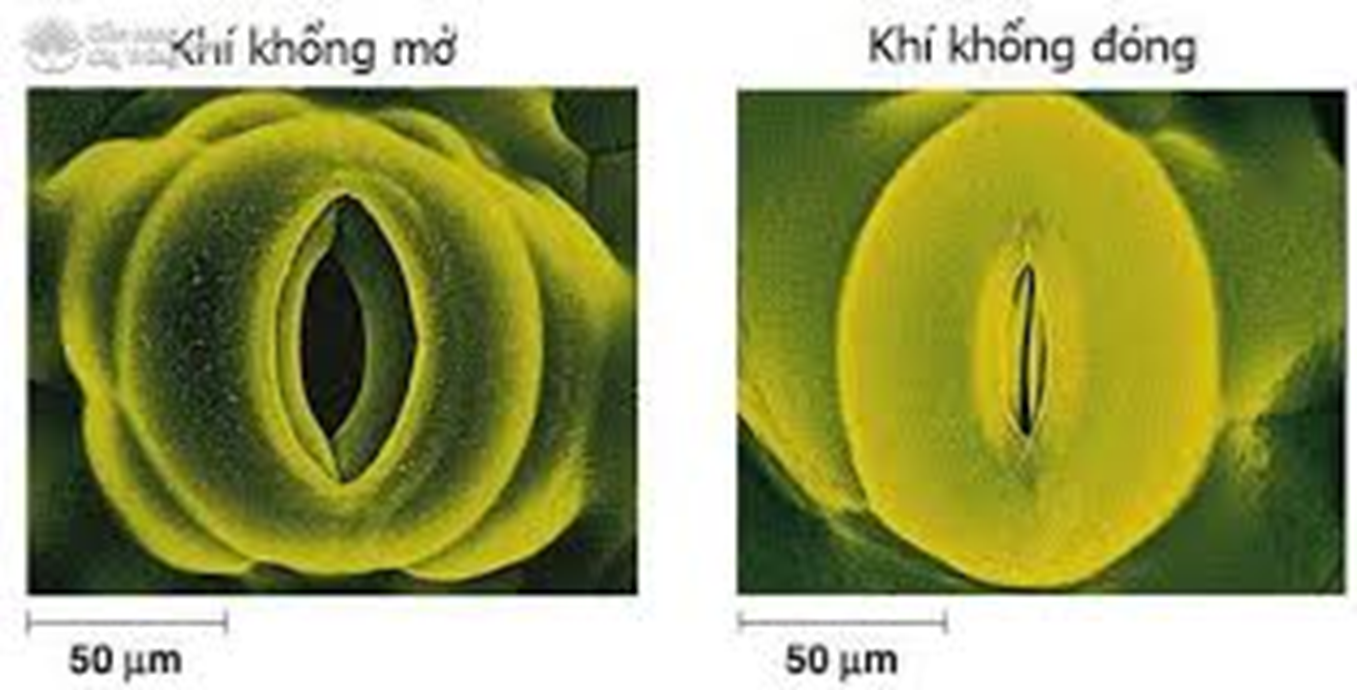 Khí khổng mở
Khí khổng đóng
50 μm
50 μm